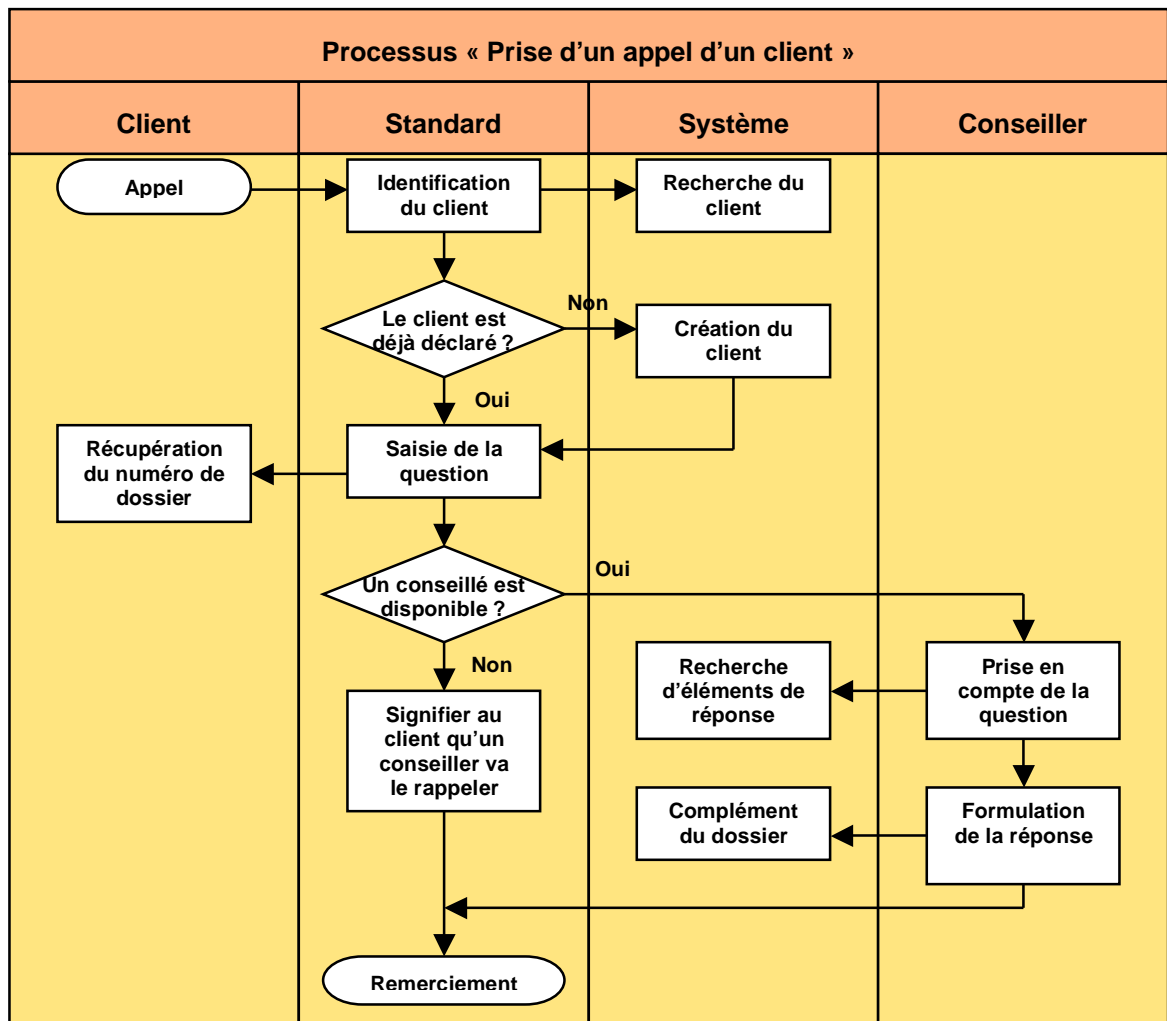 Processus « Prise d'un appel d'un client »
Client
Standard
Système
Conseiller
Appel
Identification
du client
Recherche du
client
Non
Le client est
déjà déclaré ?
Création du
client
Oui
Récupération
du numéro de
dossier
Saisie de la
question
Un conseillé est
disponible ?
Oui
Non
Recherche
d'éléments de
réponse
Prise en
compte de la
question
Signifier au
client qu'un
conseiller va
le rappeler
Complément
du dossier
Formulation
de la réponse
Remerciement